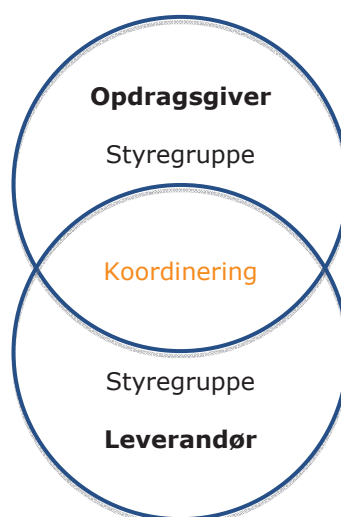 Opdragsgiver
Styregruppe
Koordinering
Styregruppe
Leverandør